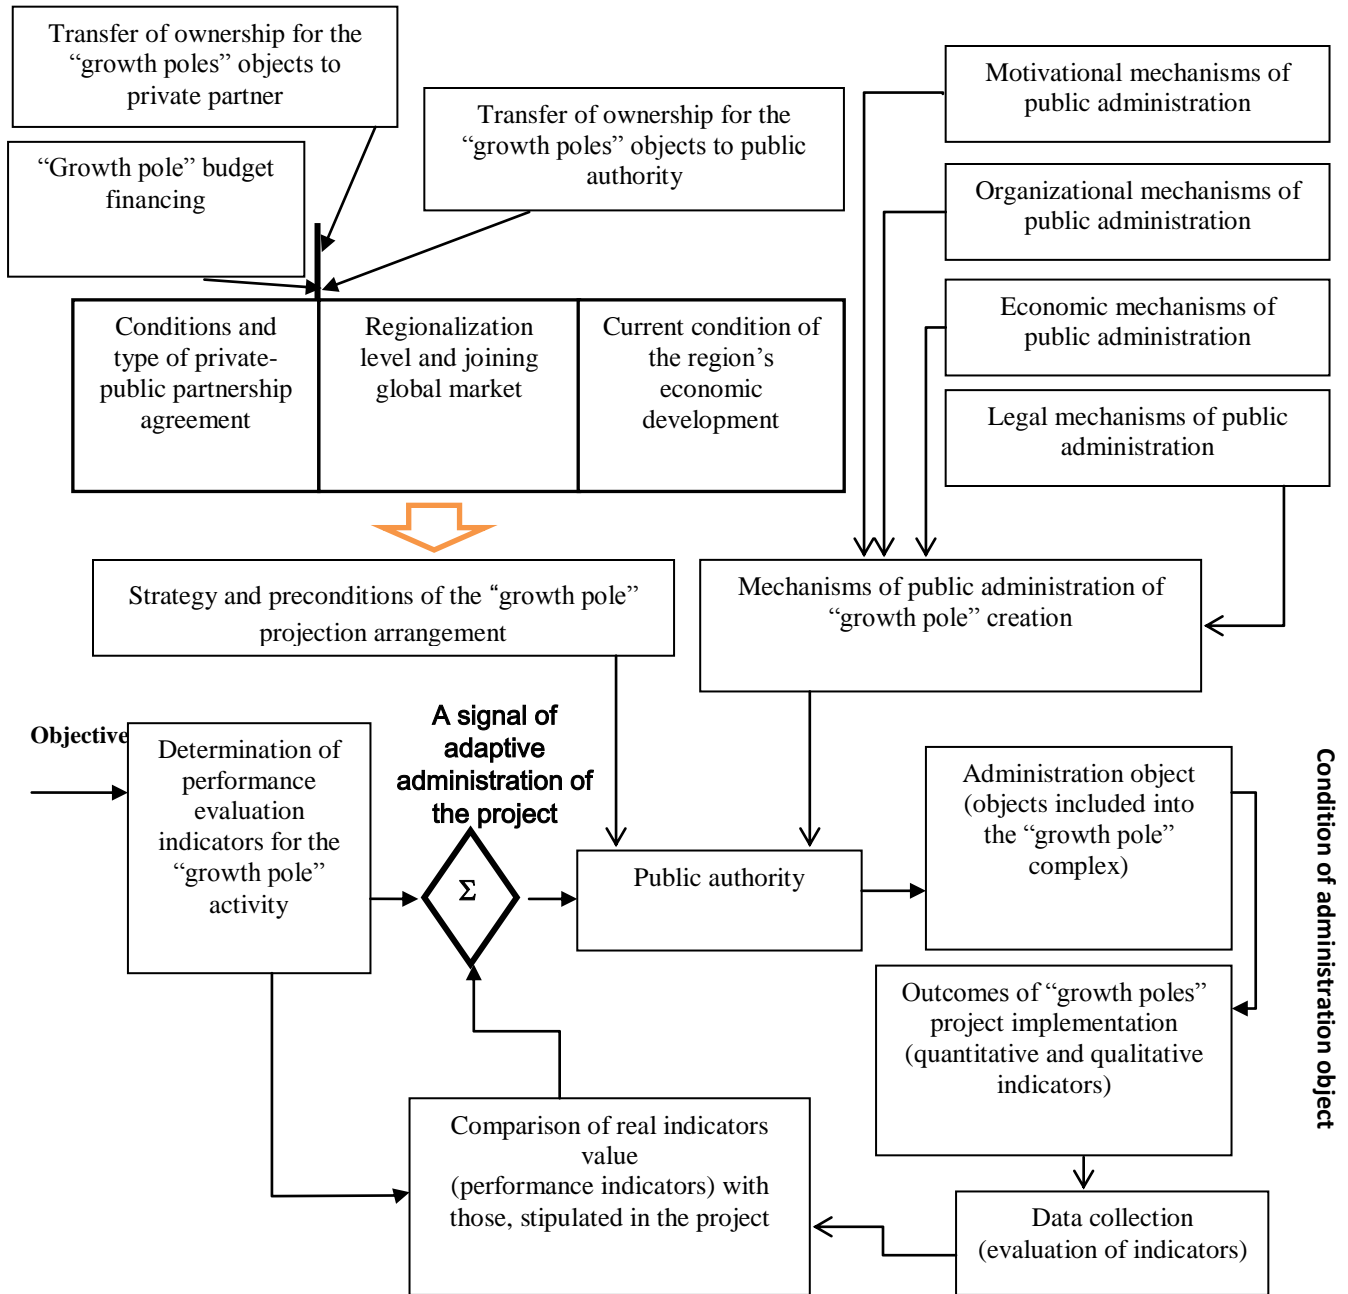 Transfer of ownership for the
“growth poles” objects to
private partner
Transfer of ownership for the
“growth poles” objects to public
authority
“Growth pole” budget
financing
Motivational mechanisms of
public administration
Organizational mechanisms of
public administration
Economic mechanisms of
public administration
Legal mechanisms of public
administration
Conditions and
type of private-
public partnership
agreement
Regionalization
level and joining
global market
Current condition of
the region’s
economic
development
Strategy and preconditions of the “growth pole”
projection arrangement
Mechanisms of public administration of
“growth pole” creation
Objective
Determination of
performance
evaluation
indicators for the
“growth pole”
activity
A signal of
adaptive
administration of
the project
Σ
Public authority
Administration object
(objects included into
the “growth pole”
complex)
Condition of administration object
Outcomes of “growth poles”
project implementation
(quantitative and qualitative
indicators)
Comparison of real indicators
value
(performance indicators) with
those, stipulated in the project
Data collection
(evaluation of indicators)